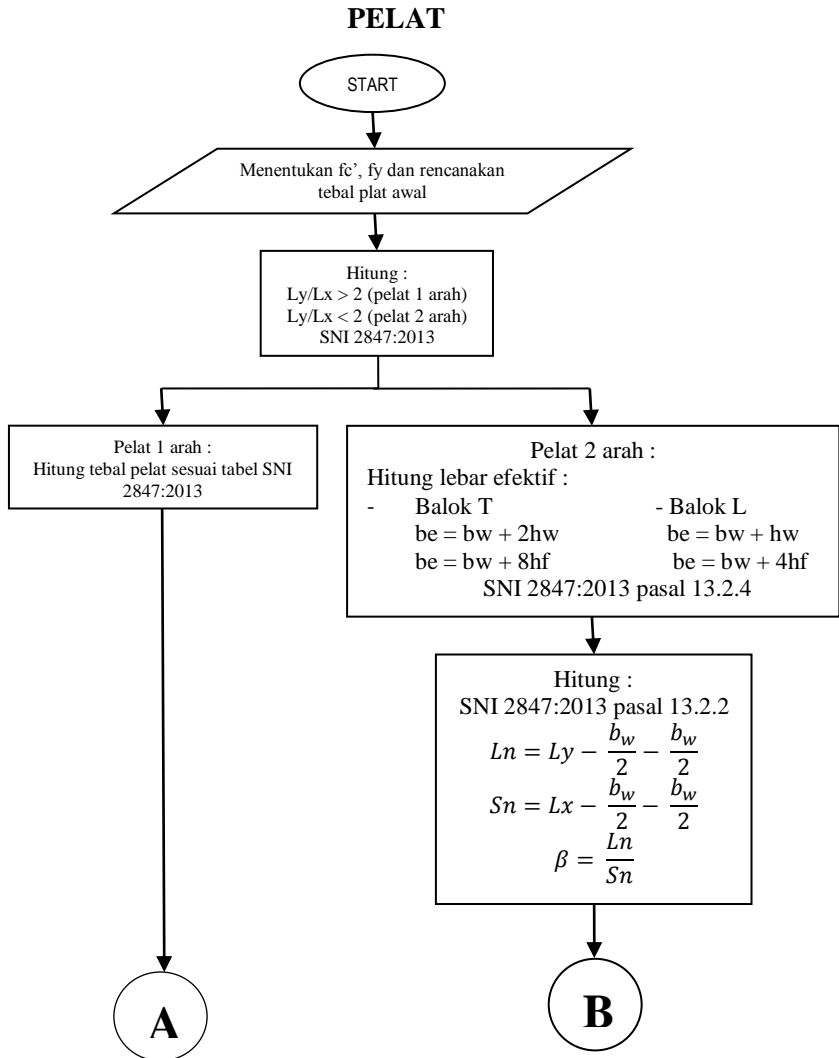 PELAT
START
Menentukan fc’, fy dan rencanakan
tebal plat awal
Hitung :
Ly/Lx > 2 (pelat 1 arah)
Ly/Lx < 2 (pelat 2 arah)
SNI 2847:2013
Pelat 1 arah :
Hitung tebal pelat sesuai tabel SNI
2847:2013
Pelat 2 arah :
Hitung lebar efektif :
- Balok T - Balok L
be = bw + 2hw be = bw + hw
be = bw + 8hf be = bw + 4hf
SNI 2847:2013 pasal 13.2.4
Hitung :
SNI 2847:2013 pasal 13.2.2
Ln = Ly − b_w/2 − b_w/2
Sn = Lx − b_w/2 − b_w/2
β = Ln/Sn
A
B